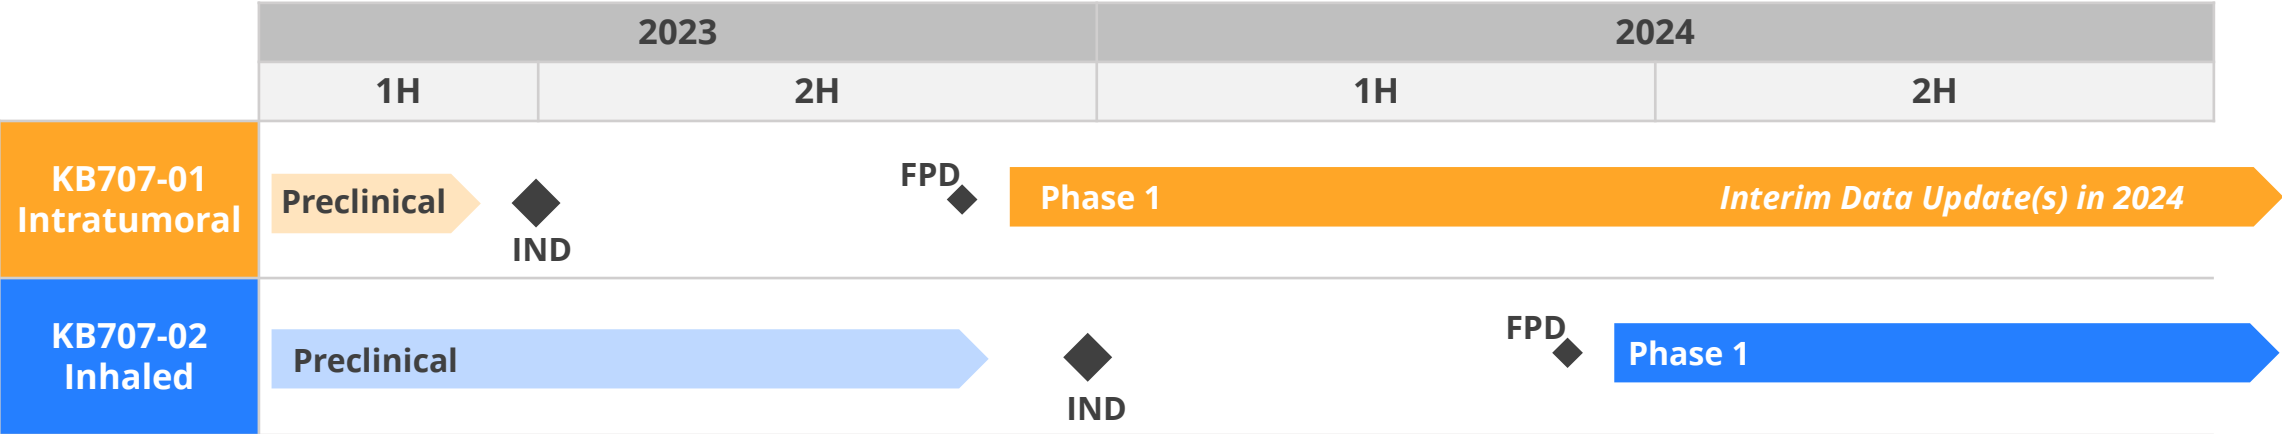 2023
2024
1H
2H
1H
2H
KB707-01
Intratumoral
Preclinical
IND
FPD
Phase 1
Interim Data Update(s) in 2024
KB707-02
Inhaled
Preclinical
IND
FPD
Phase 1